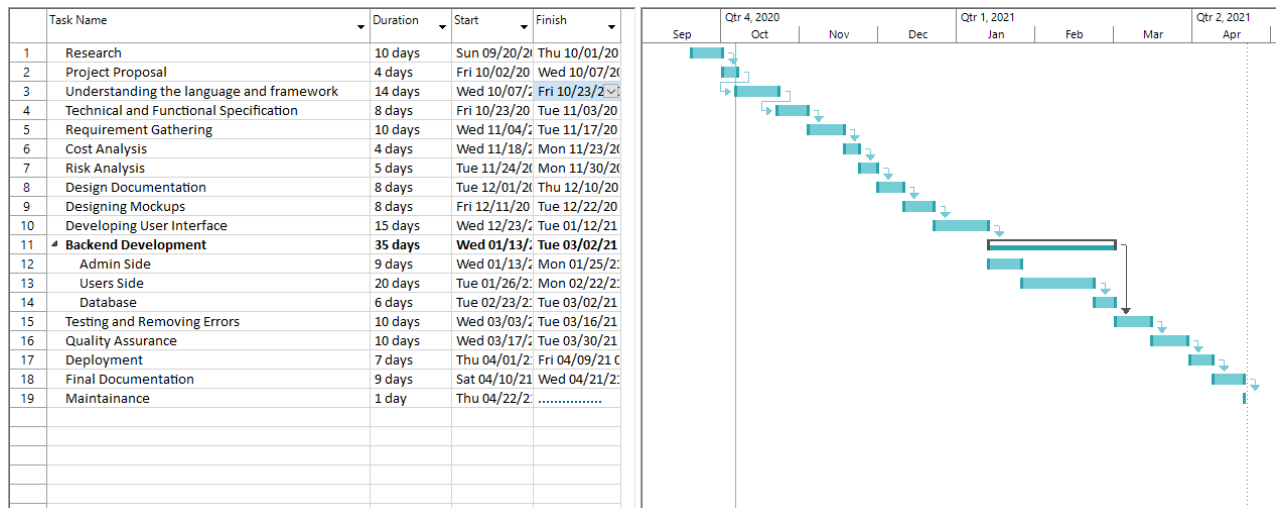 Task Name Duration Start Finish
Qtr 4, 2020 Qtr 1, 2021 Qtr 2, 2021
Sep Oct Nov Dec Jan Feb Mar Apr
1 Research 10 days Sun 09/20/20 Thu 10/01/20
2 Project Proposal 4 days Fri 10/02/20 Wed 10/07/20
3 Understanding the language and framework 14 days Wed 10/07/2 Fri 10/23/2
4 Technical and Functional Specification 8 days Fri 10/23/20 Tue 11/03/20
5 Requirement Gathering 10 days Wed 11/04/2 Tue 11/17/20
6 Cost Analysis 4 days Wed 11/18/2 Mon 11/23/20
7 Risk Analysis 5 days Tue 11/24/20 Mon 11/30/20
8 Design Documentation 8 days Tue 12/01/20 Thu 12/10/20
9 Designing Mockups 8 days Fri 12/11/20 Tue 12/22/20
10 Developing User Interface 15 days Wed 12/23/2 Tue 01/12/21
11 Backend Development 35 days Wed 01/13/2 Tue 03/02/21
12 Admin Side 9 days Wed 01/13/2 Mon 01/25/21
13 Users Side 20 days Tue 01/26/21 Mon 02/22/21
14 Database 6 days Tue 02/23/21 Tue 03/02/21
15 Testing and Removing Errors 10 days Wed 03/03/2 Tue 03/16/21
16 Quality Assurance 10 days Wed 03/17/2 Tue 03/30/21
17 Deployment 7 days Thu 04/01/21 Fri 04/09/21
18 Final Documentation 9 days Sat 04/10/21 Wed 04/21/21
19 Maintainance 1 day Thu 04/22/21 ................